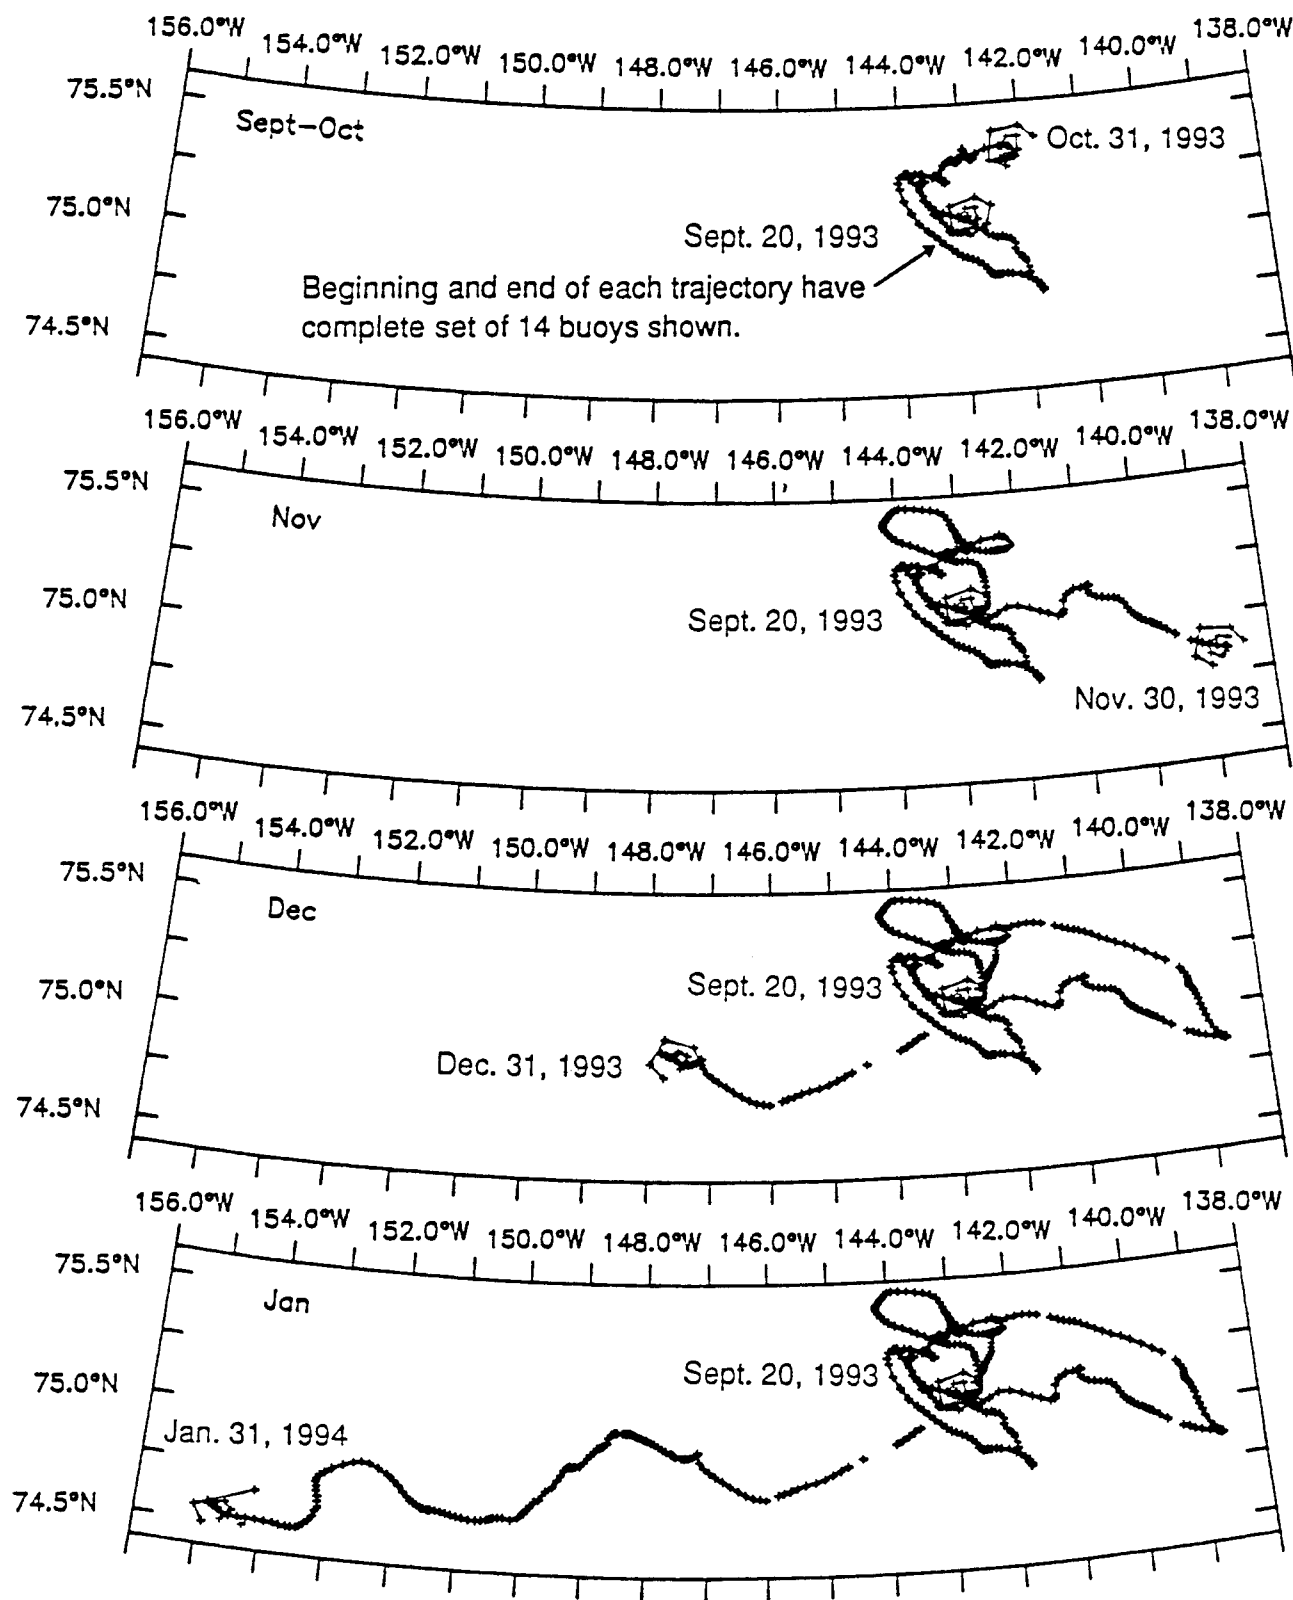 156.0°W 154.0°W 152.0°W 150.0°W 148.0°W 146.0°W 144.0°W 142.0°W 140.0°W 138.0°W
75.5°N
Sept-Oct
Oct. 31, 1993
75.0°N
Sept. 20, 1993
Beginning and end of each trajectory have
complete set of 14 buoys shown.
74.5°N
156.0°W 154.0°W 152.0°W 150.0°W 148.0°W 146.0°W 144.0°W 142.0°W 140.0°W 138.0°W
75.5°N
Nov
75.0°N
Sept. 20, 1993
Nov. 30, 1993
74.5°N
156.0°W 154.0°W 152.0°W 150.0°W 148.0°W 146.0°W 144.0°W 142.0°W 140.0°W 138.0°W
75.5°N
Dec
75.0°N
Sept. 20, 1993
Dec. 31, 1993
74.5°N
156.0°W 154.0°W 152.0°W 150.0°W 148.0°W 146.0°W 144.0°W 142.0°W 140.0°W 138.0°W
75.5°N
Jan
75.0°N
Sept. 20, 1993
Jan. 31, 1994
74.5°N